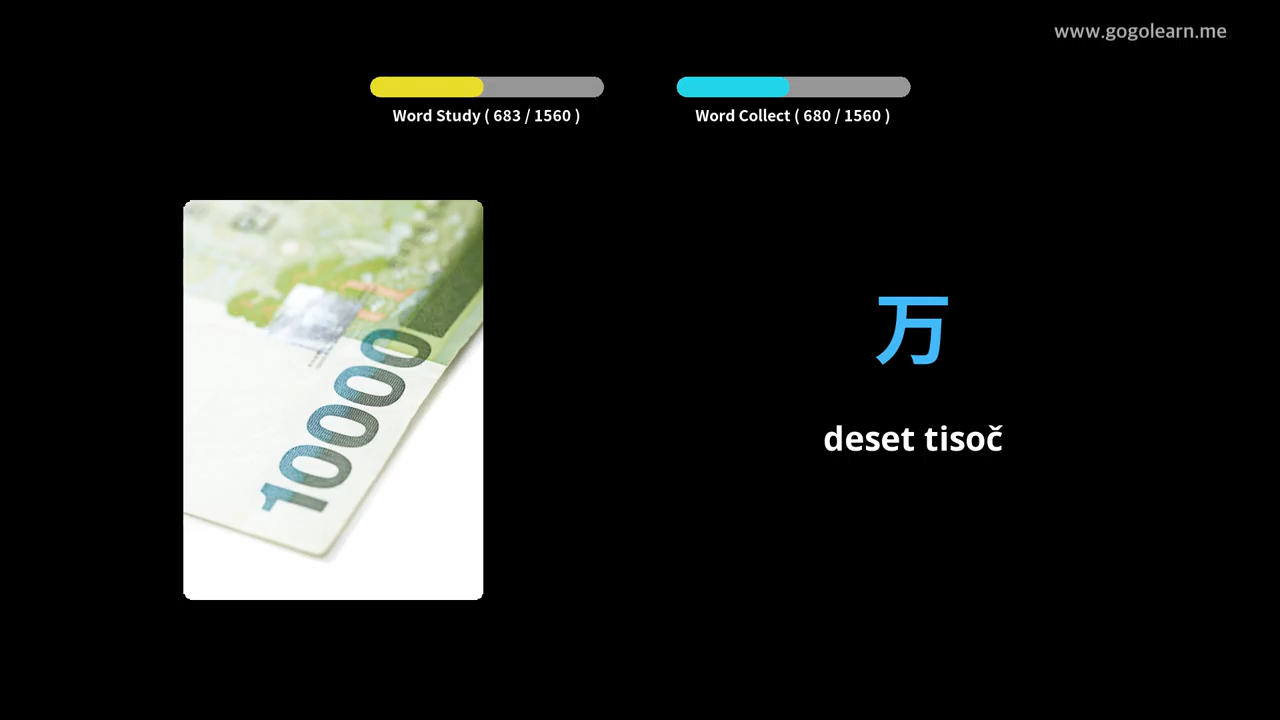 www.gogolearn.me
Word Study ( 683 / 1560 )
Word Collect ( 680 / 1560 )
10000
万
deset tisoč